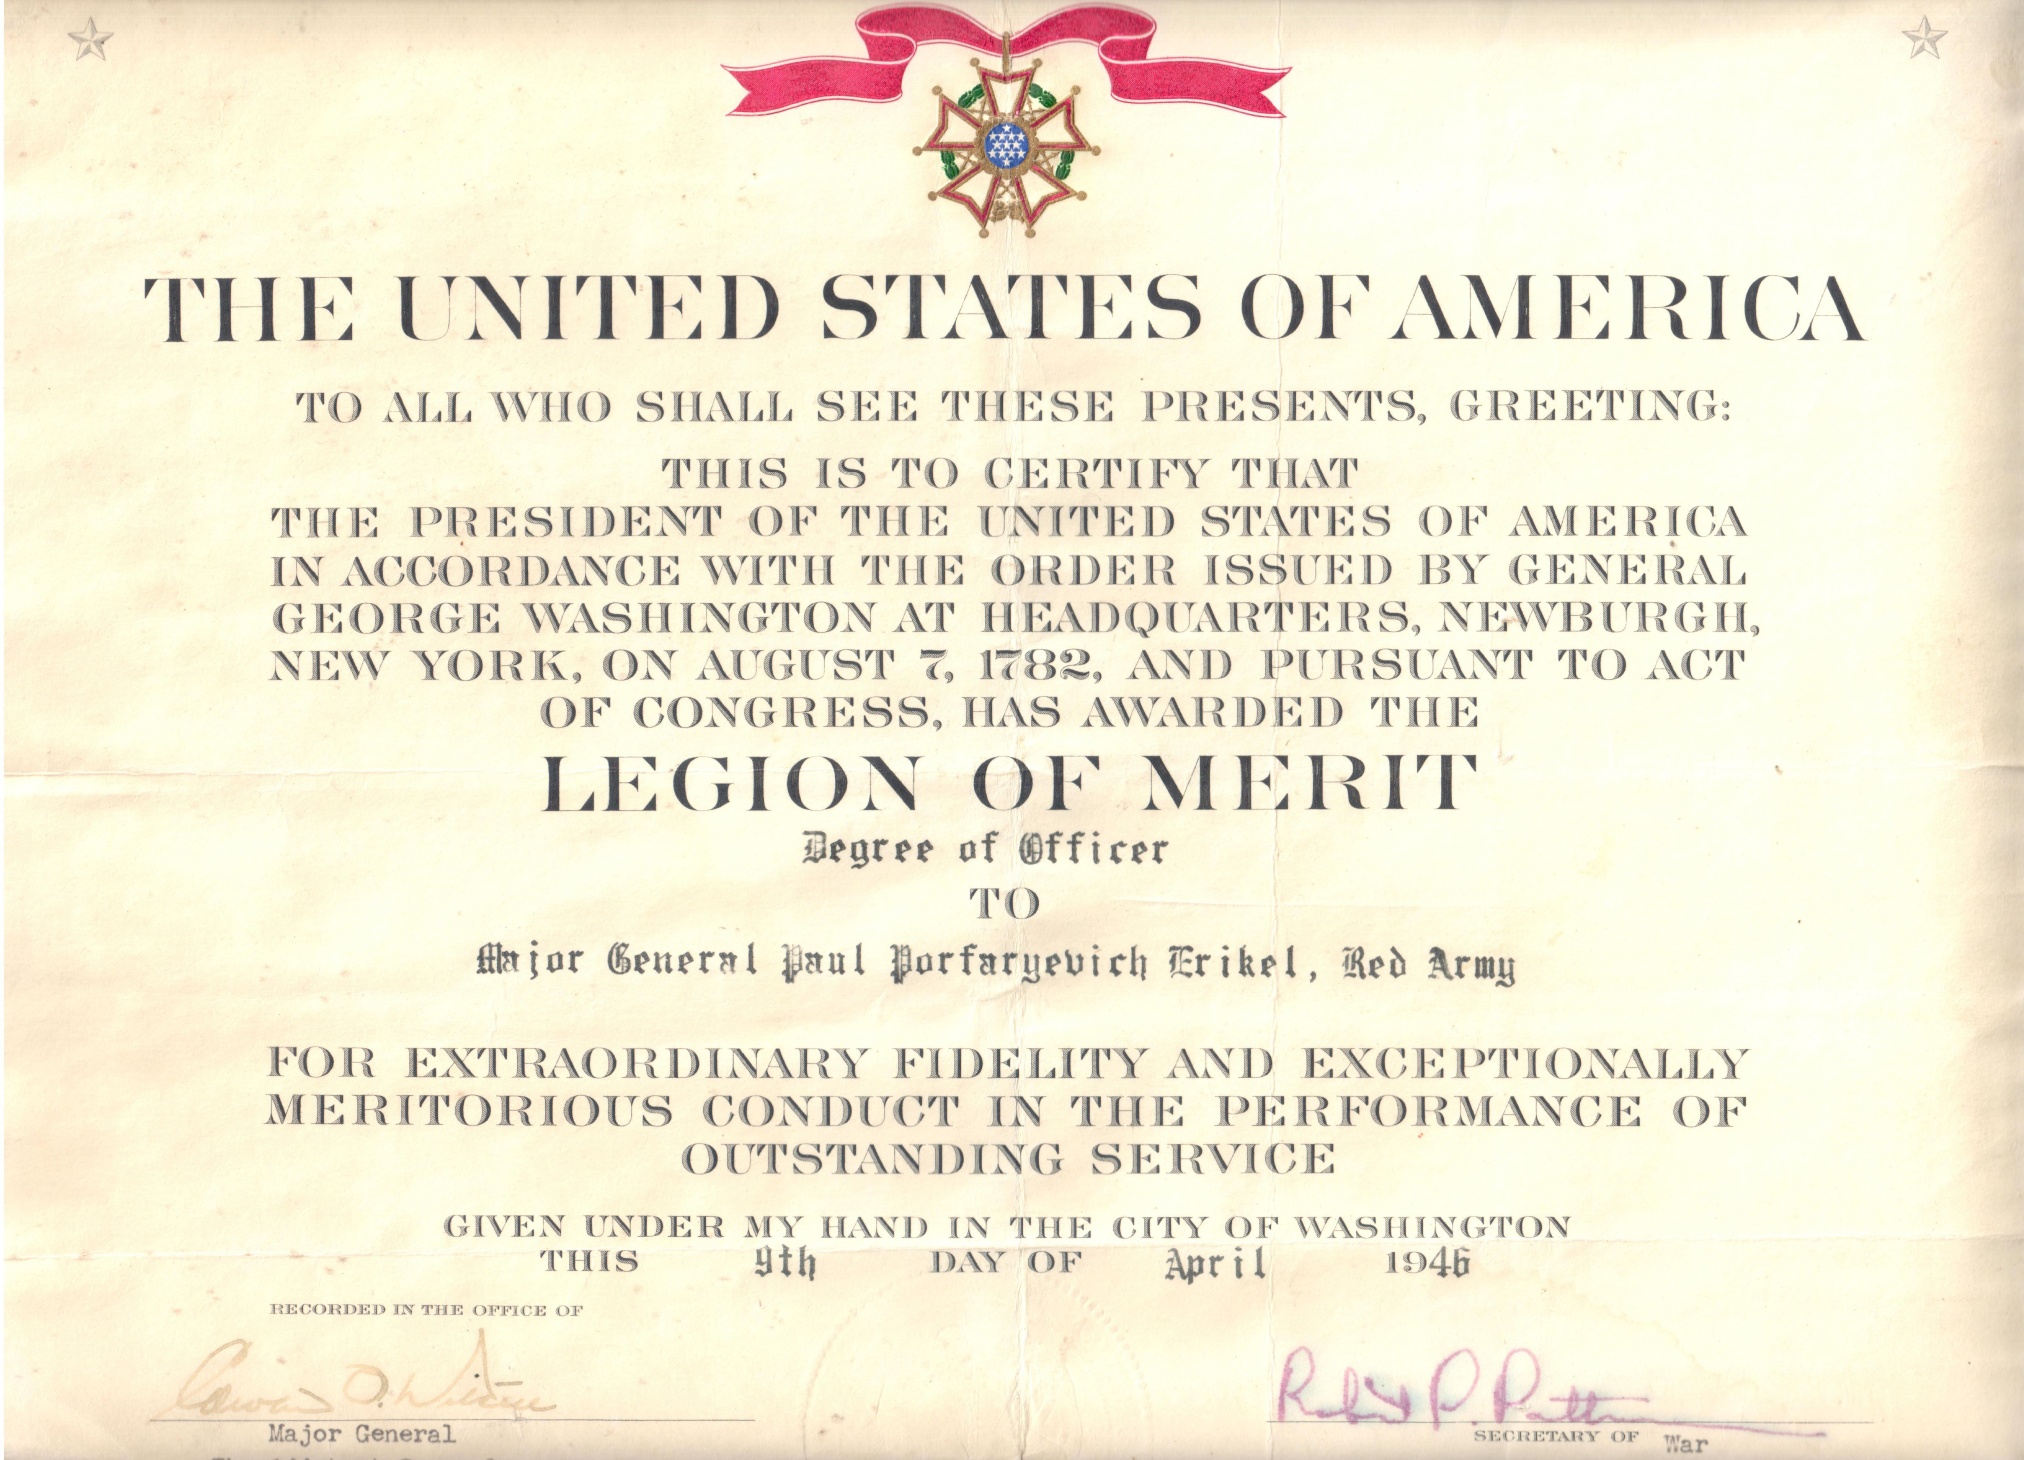 THE UNITED STATES OF AMERICA
TO ALL WHO SHALL SEE THESE PRESENTS, GREETING:
THIS IS TO CERTIFY THAT
THE PRESIDENT OF THE UNITED STATES OF AMERICA
IN ACCORDANCE WITH THE ORDER ISSUED BY GENERAL
GEORGE WASHINGTON AT HEADQUARTERS, NEWBURGH,
NEW YORK, ON AUGUST 7, 1782, AND PURSUANT TO ACT
OF CONGRESS, HAS AWARDED THE
LEGION OF MERIT
Degree of Officer
TO
Major General Paul Porfaryevich Erikel, Red Army
FOR EXTRAORDINARY FIDELITY AND EXCEPTIONALLY
MERITORIOUS CONDUCT IN THE PERFORMANCE OF
OUTSTANDING SERVICE
GIVEN UNDER MY HAND IN THE CITY OF WASHINGTON
THIS 9th DAY OF April 1946
RECORDED IN THE OFFICE OF
Robert P. Patterson
Major General
SECRETARY OF War